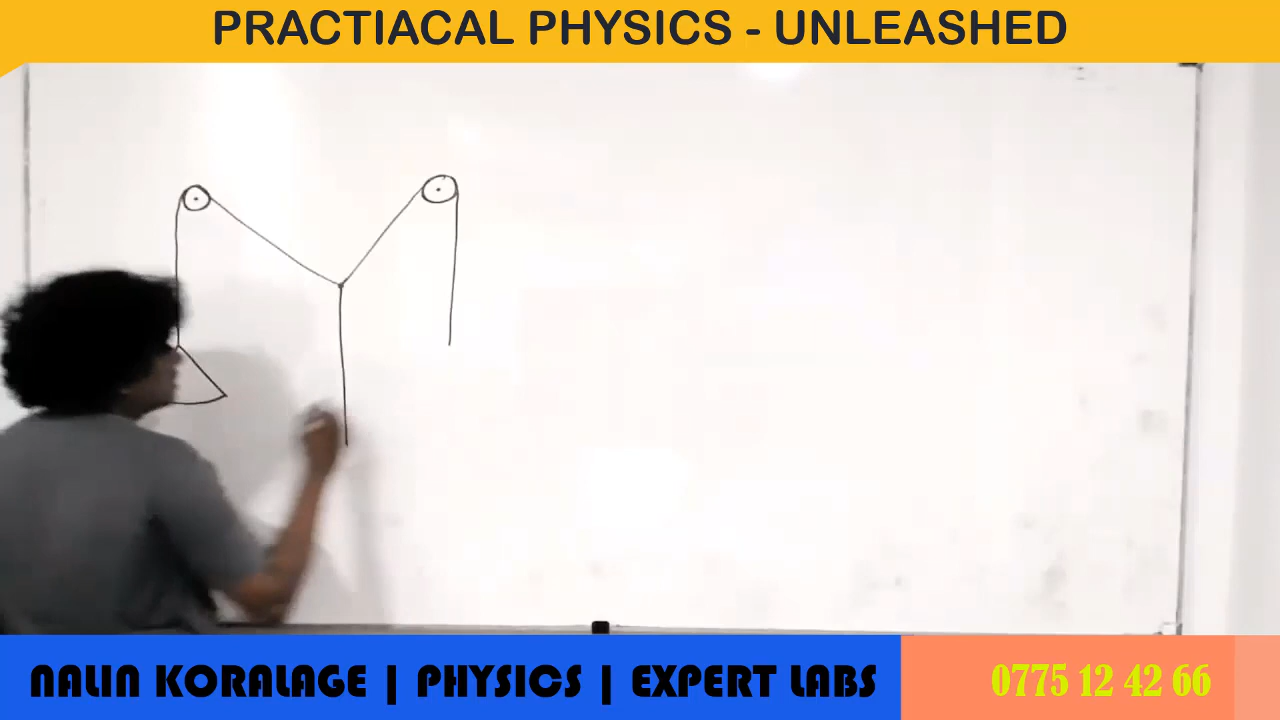 PRACTIACAL PHYSICS - UNLEASHED
NALIN KORALAGE | PHYSICS | EXPERT LABS
0775 12 42 66